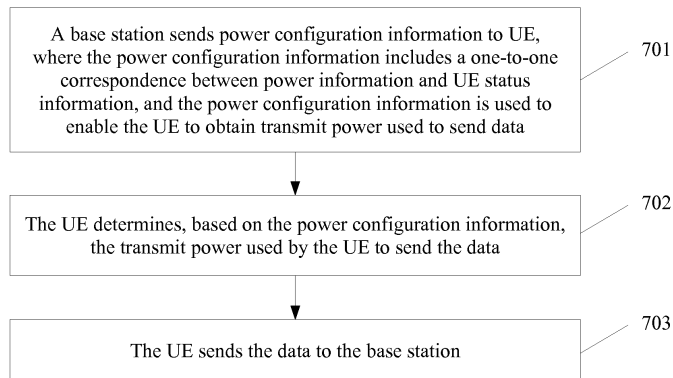 A base station sends power configuration information to UE,
where the power configuration information includes a one-to-one
correspondence between power information and UE status
information, and the power configuration information is used to
enable the UE to obtain transmit power used to send data
701
The UE determines, based on the power configuration information,
the transmit power used by the UE to send the data
702
The UE sends the data to the base station
703